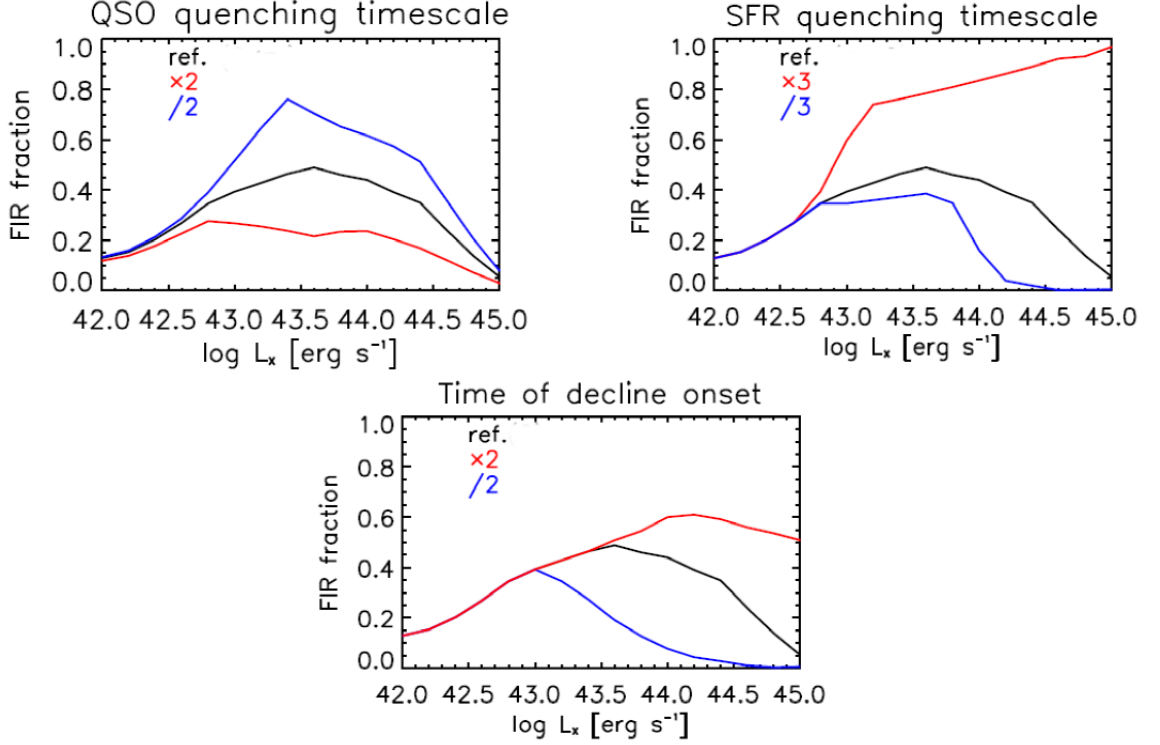 QSO quenching timescale
ref.
×2
/2
FIR fraction
1.0
0.8
0.6
0.4
0.2
0.0
42.0 42.5 43.0 43.5 44.0 44.5 45.0
log Lₓ [erg s⁻¹]
SFR quenching timescale
ref.
×3
/3
FIR fraction
1.0
0.8
0.6
0.4
0.2
0.0
42.0 42.5 43.0 43.5 44.0 44.5 45.0
log Lₓ [erg s⁻¹]
Time of decline onset
ref.
×2
/2
FIR fraction
1.0
0.8
0.6
0.4
0.2
0.0
42.0 42.5 43.0 43.5 44.0 44.5 45.0
log Lₓ [erg s⁻¹]